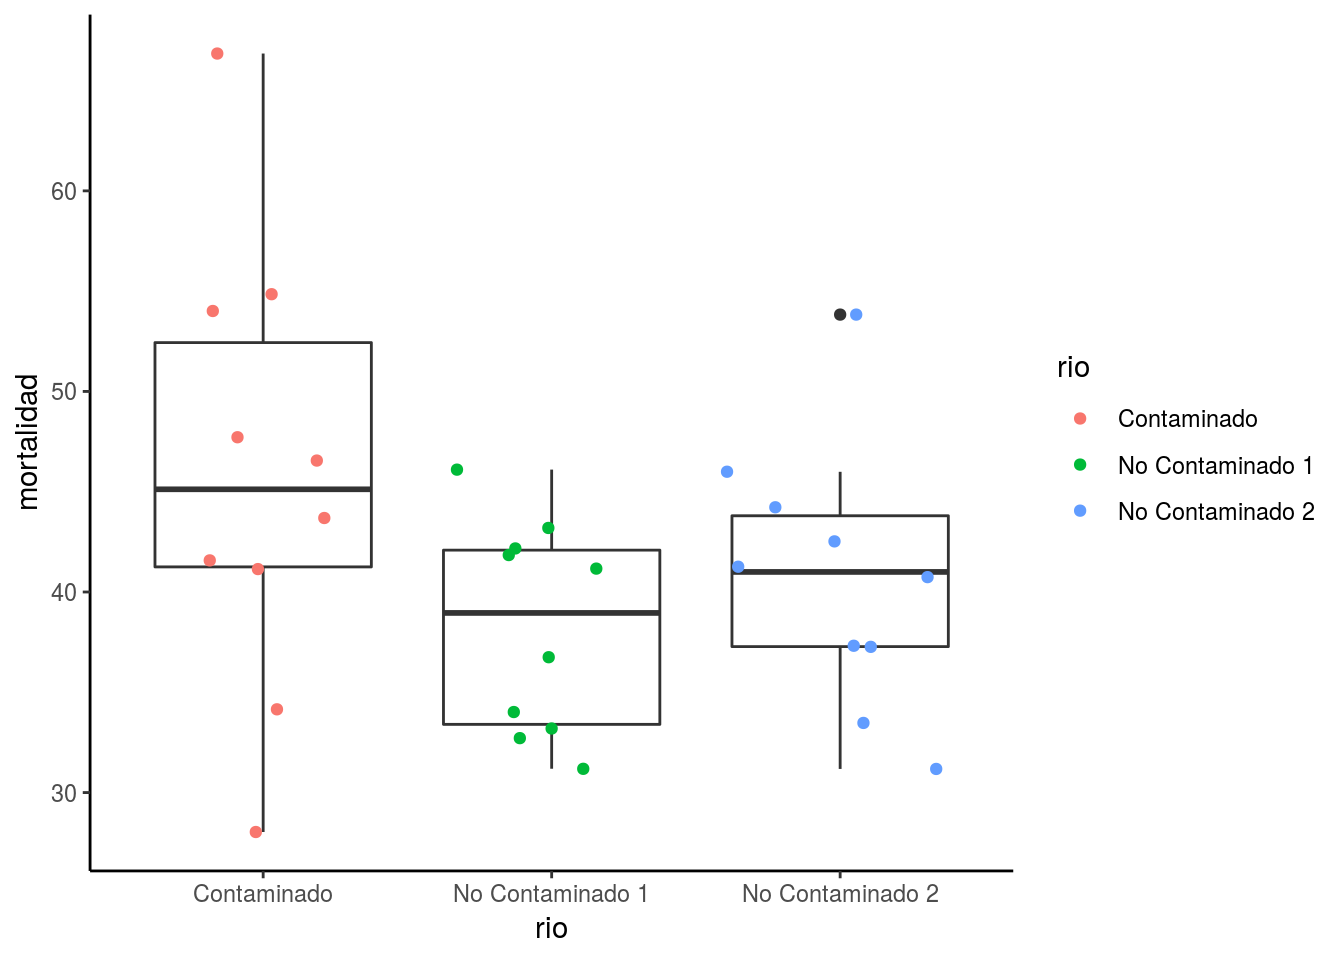 mortalidad
60
50
40
30
Contaminado
No Contaminado 1
No Contaminado 2
rio
rio
Contaminado
No Contaminado 1
No Contaminado 2